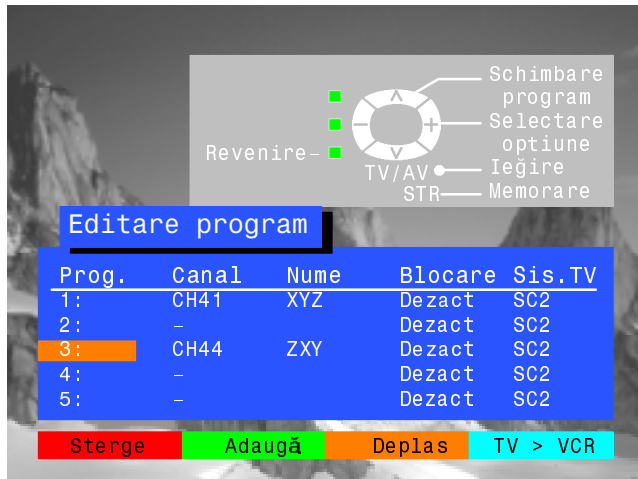 Schimbare
program
Selectare
optiune
Revenire–
TV/AV Ieğire
STR Memorare
Editare program
Prog. Canal Nume Blocare Sis.TV
1: CH41 XYZ Dezact SC2
2: – Dezact SC2
3: CH44 ZXY Dezact SC2
4: – Dezact SC2
5: – Dezact SC2
Sterge Adaugă Deplas TV > VCR